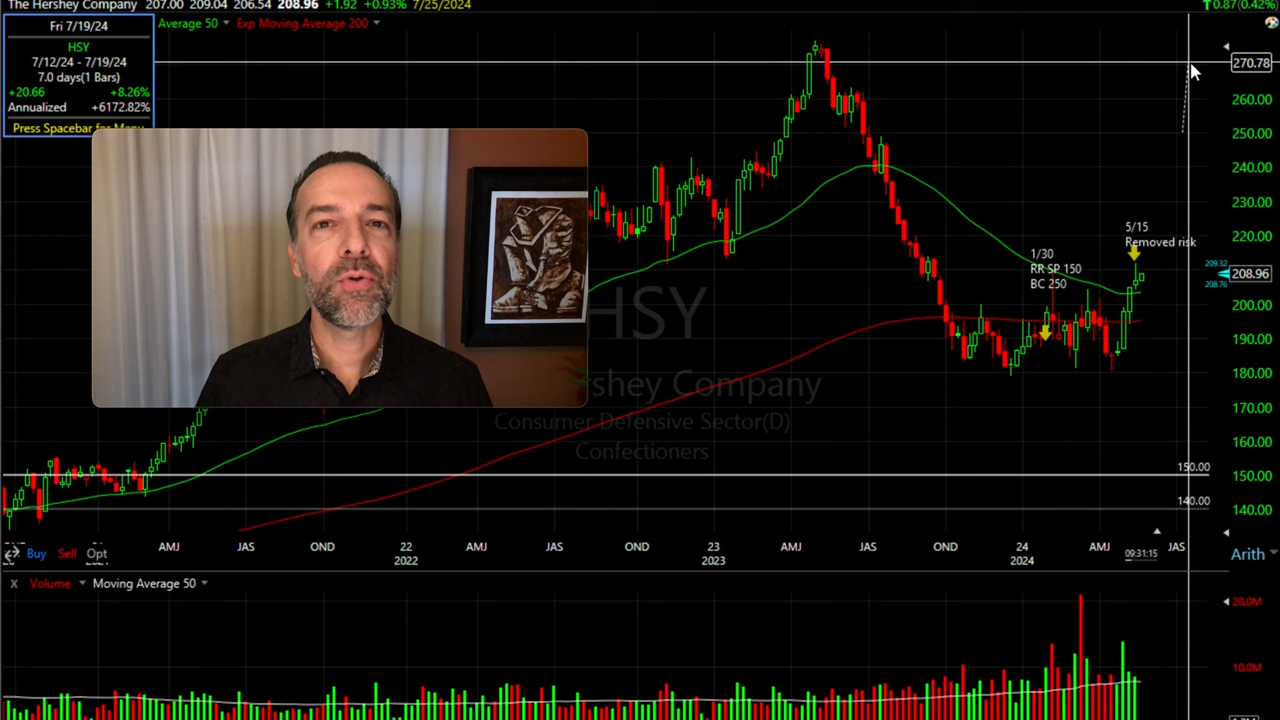 The Hershey Company 207.00 209.04 206.54 208.96 +1.92 +0.93% 7/25/2024
0.87(0.42%)
Average 50 Exp Moving Average 200
Fri 7/19/24
HSY
7/12/24 - 7/19/24
7.0 days(1 Bars)
+20.66 +8.26%
Annualized +6172.82%
Press Spacebar for Menu
270.78
260.00
250.00
240.00
230.00
220.00
5/15
Removed risk
1/30
RR SP 150
BC 250
209.32
208.96
208.76
200.00
190.00
180.00
170.00
160.00
150.00
140.00
HSY
rshey Company
Consumer Defensive Sector(D)
Confectioners
150.00
140.00
Buy Sell Opt
AMJ JAS OND 22 AMJ JAS OND 23 AMJ JAS OND 24 AMJ JAS
2022 2023 2024
09:31:15
Arith
X Volume Moving Average 50
20.0M
10.0M